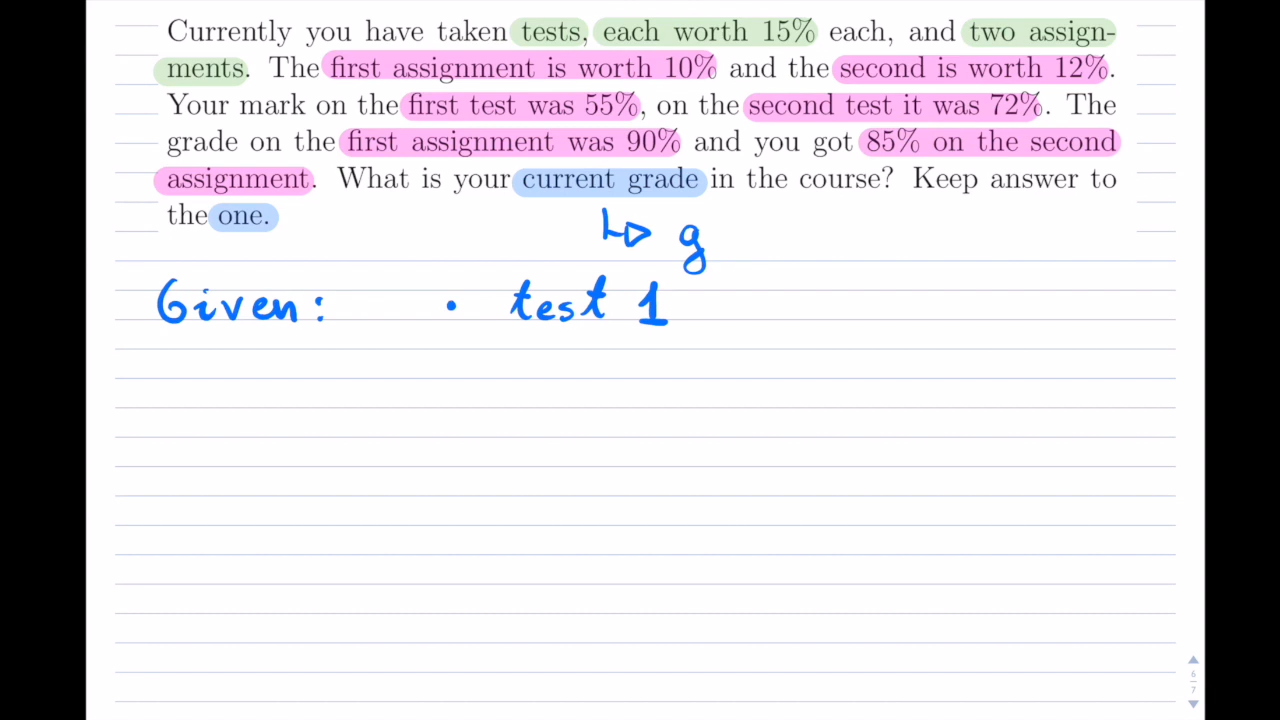 Currently you have taken tests, each worth 15% each, and two assign-
ments. The first assignment is worth 10% and the second is worth 12%.
Your mark on the first test was 55%, on the second test it was 72%. The
grade on the first assignment was 90% and you got 85% on the second
assignment. What is your current grade in the course? Keep answer to
the one.
g
Given: • test 1
6
7